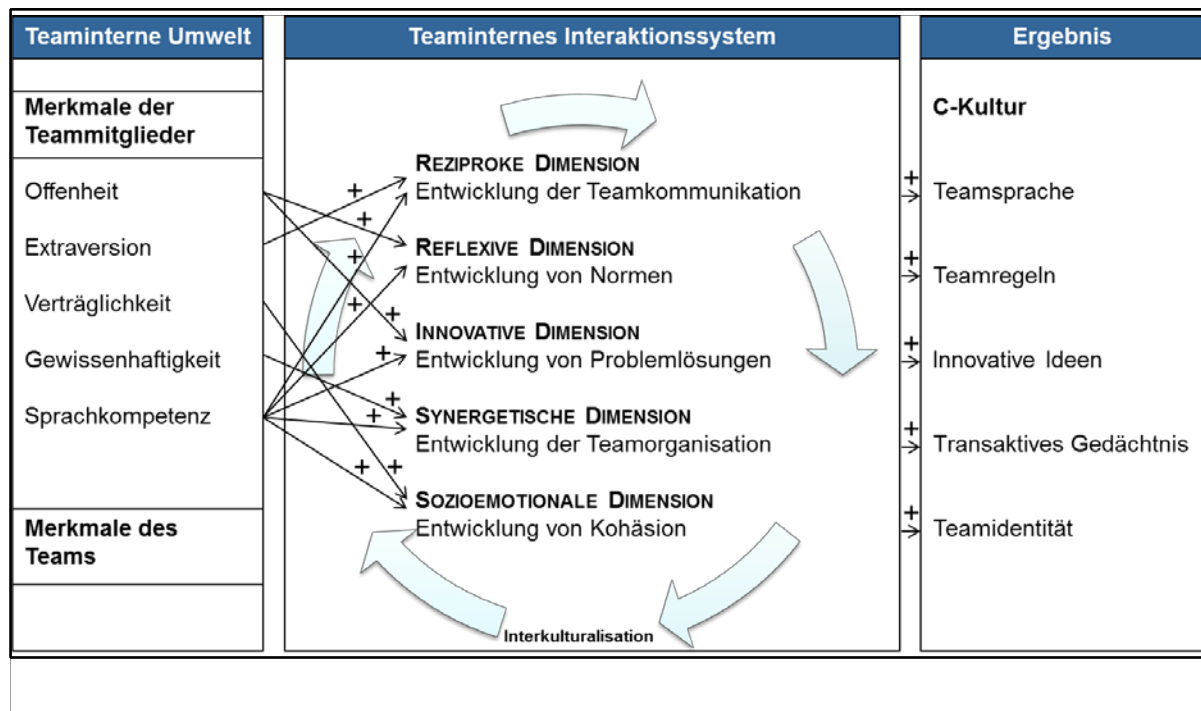 Teaminterne Umwelt
Merkmale der
Teammitglieder
Offenheit
Extraversion
Verträglichkeit
Gewissenhaftigkeit
Sprachkompetenz
Merkmale des
Teams
Teaminternes Interaktionssystem
+
+
+
+
+
+
+
+
+
+
REZIPROKE DIMENSION
Entwicklung der Teamkommunikation
REFLEXIVE DIMENSION
Entwicklung von Normen
INNOVATIVE DIMENSION
Entwicklung von Problemlösungen
SYNERGETISCHE DIMENSION
Entwicklung der Teamorganisation
SOZIOEMOTIONALE DIMENSION
Entwicklung von Kohäsion
Interkulturalisation
Ergebnis
C-Kultur
+
Teamsprache
+
Teamregeln
+
Innovative Ideen
+
Transaktives Gedächtnis
+
Teamidentität